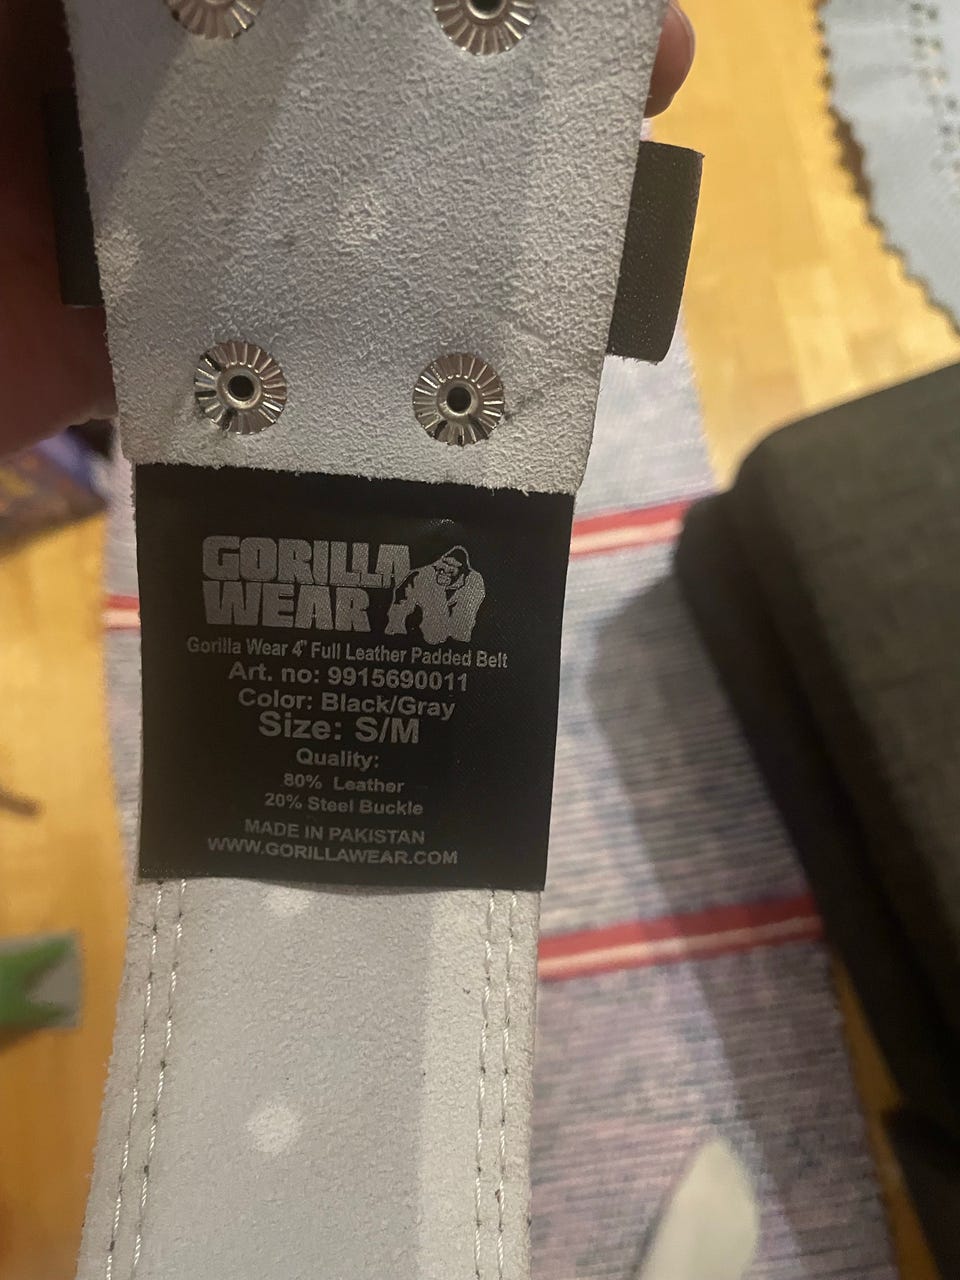 GORILLA
WEAR
Gorilla Wear 4" Full Leather Padded Belt
Art. no: 9915690011
Color: Black/Gray
Size: S/M
Quality:
80% Leather
20% Steel Buckle
MADE IN PAKISTAN
WWW.GORILLAWEAR.COM